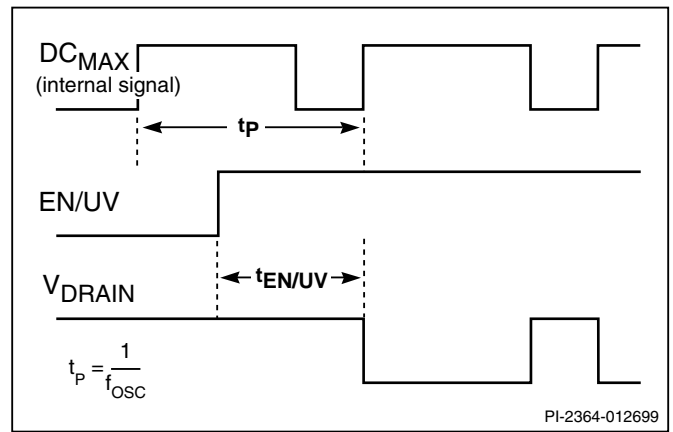 DCMAX
(internal signal)
tP
EN/UV
tEN/UV
VDRAIN
tP = 1/fOSC
PI-2364-012699